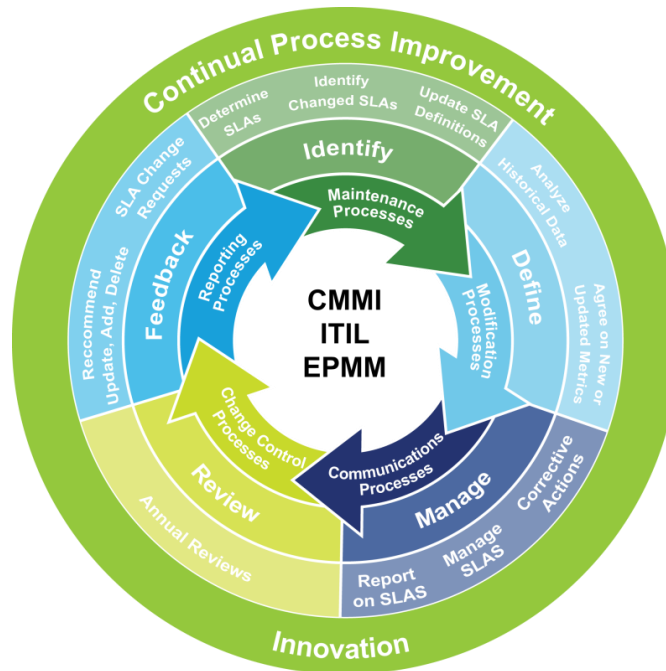 Continual Process Improvement
Determine
SLAs
Identify
Changed SLAs
Update SLA
Definitions
Identify
Maintenance
Processes
Analyze
Historical Data
Agree on New or
Updated Metrics
Define
Modification
Processes
Corrective
Actions
Manage
SLAS
Report
on SLAS
Manage
Communications
Processes
Annual Reviews
Review
Change Control
Processes
Reccommend
Update, Add, Delete
SLA Change
Requests
Feedback
Reporting
Processes
CMMI
ITIL
EPMM
Innovation